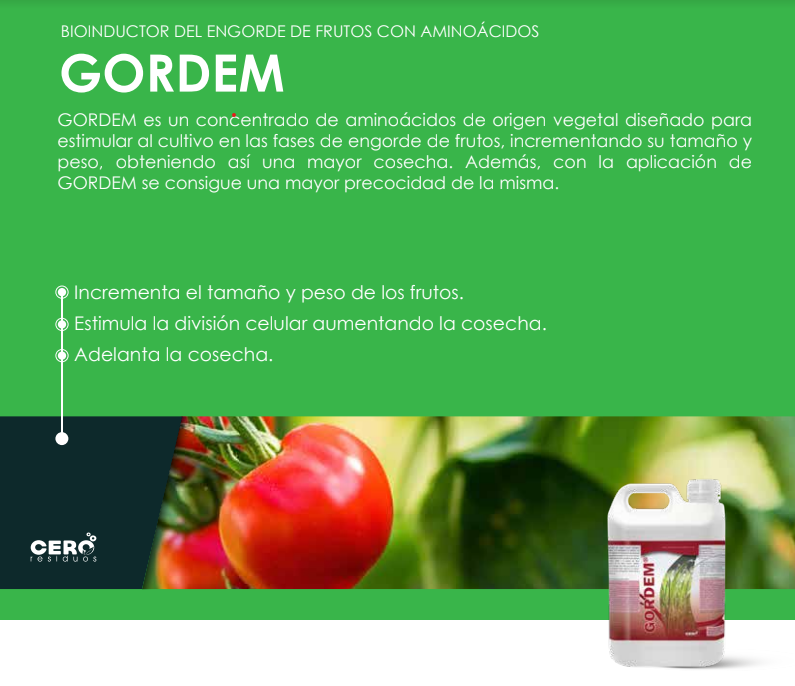 BIOINDUCTOR DEL ENGORDE DE FRUTOS CON AMINOÁCIDOS
GORDEM
GORDEM es un concentrado de aminoácidos de origen vegetal diseñado para
estimular al cultivo en las fases de engorde de frutos, incrementando su tamaño y
peso, obteniendo así una mayor cosecha. Además, con la aplicación de
GORDEM se consigue una mayor precocidad de la misma.
Incrementa el tamaño y peso de los frutos.
Estimula la división celular aumentando la cosecha.
Adelanta la cosecha.
CERO
residuos
GORDEM